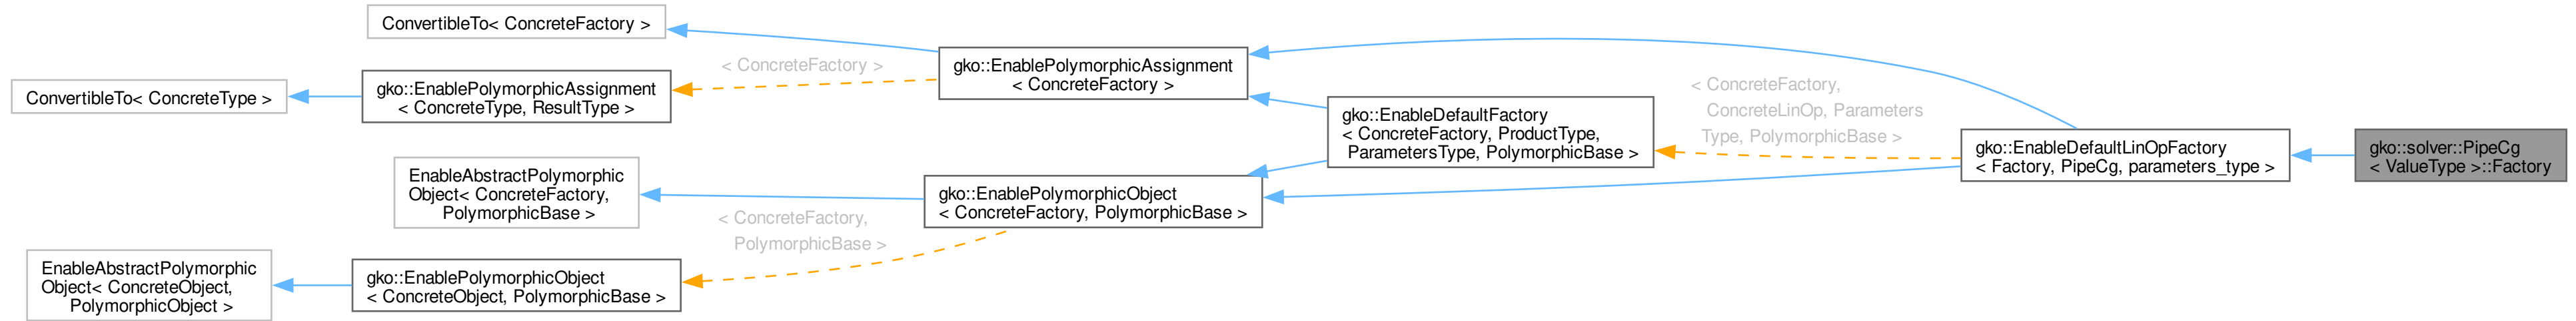 ConvertibleTo< ConcreteFactory >
ConvertibleTo< ConcreteType >
gko::EnablePolymorphicAssignment
< ConcreteType, ResultType >
< ConcreteFactory >
gko::EnablePolymorphicAssignment
< ConcreteFactory >
EnableAbstractPolymorphic
Object< ConcreteFactory,
PolymorphicBase >
EnableAbstractPolymorphic
Object< ConcreteObject,
PolymorphicObject >
gko::EnablePolymorphicObject
< ConcreteObject, PolymorphicBase >
< ConcreteFactory,
PolymorphicBase >
gko::EnablePolymorphicObject
< ConcreteFactory, PolymorphicBase >
gko::EnableDefaultFactory
< ConcreteFactory, ProductType,
ParametersType, PolymorphicBase >
< ConcreteFactory,
ConcreteLinOp, Parameters
Type, PolymorphicBase >
gko::EnableDefaultLinOpFactory
< Factory, PipeCg, parameters_type >
gko::solver::PipeCg
< ValueType >::Factory